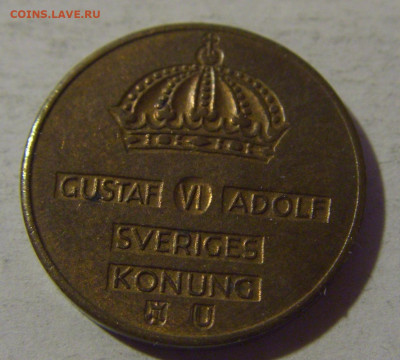 COINS.LAVE.RU
GUSTAF VI ADOLF
SVERIGES
KONUNG
U